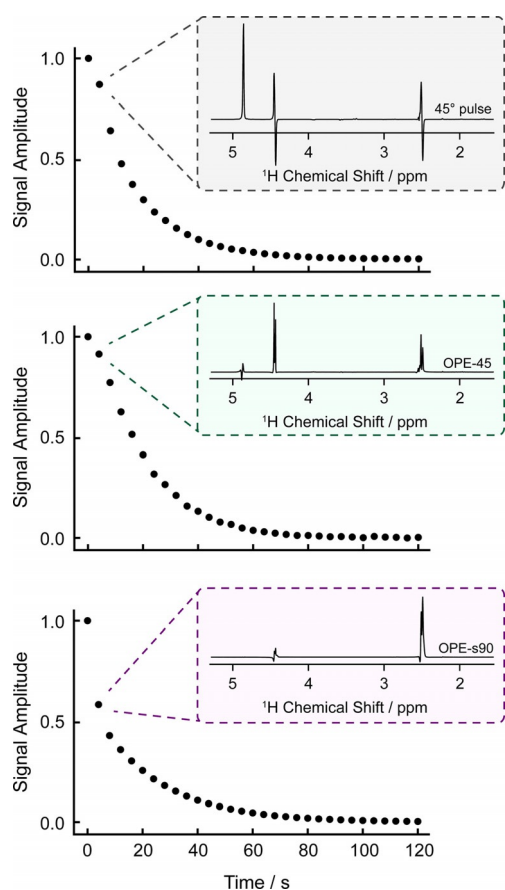 1.0
0.5
0.0
Signal Amplitude
45° pulse
5 4 3 2
¹H Chemical Shift / ppm
1.0
0.5
0.0
Signal Amplitude
OPE-45
5 4 3 2
¹H Chemical Shift / ppm
1.0
0.5
0.0
Signal Amplitude
OPE-s90
5 4 3 2
¹H Chemical Shift / ppm
0 20 40 60 80 100 120
Time / s